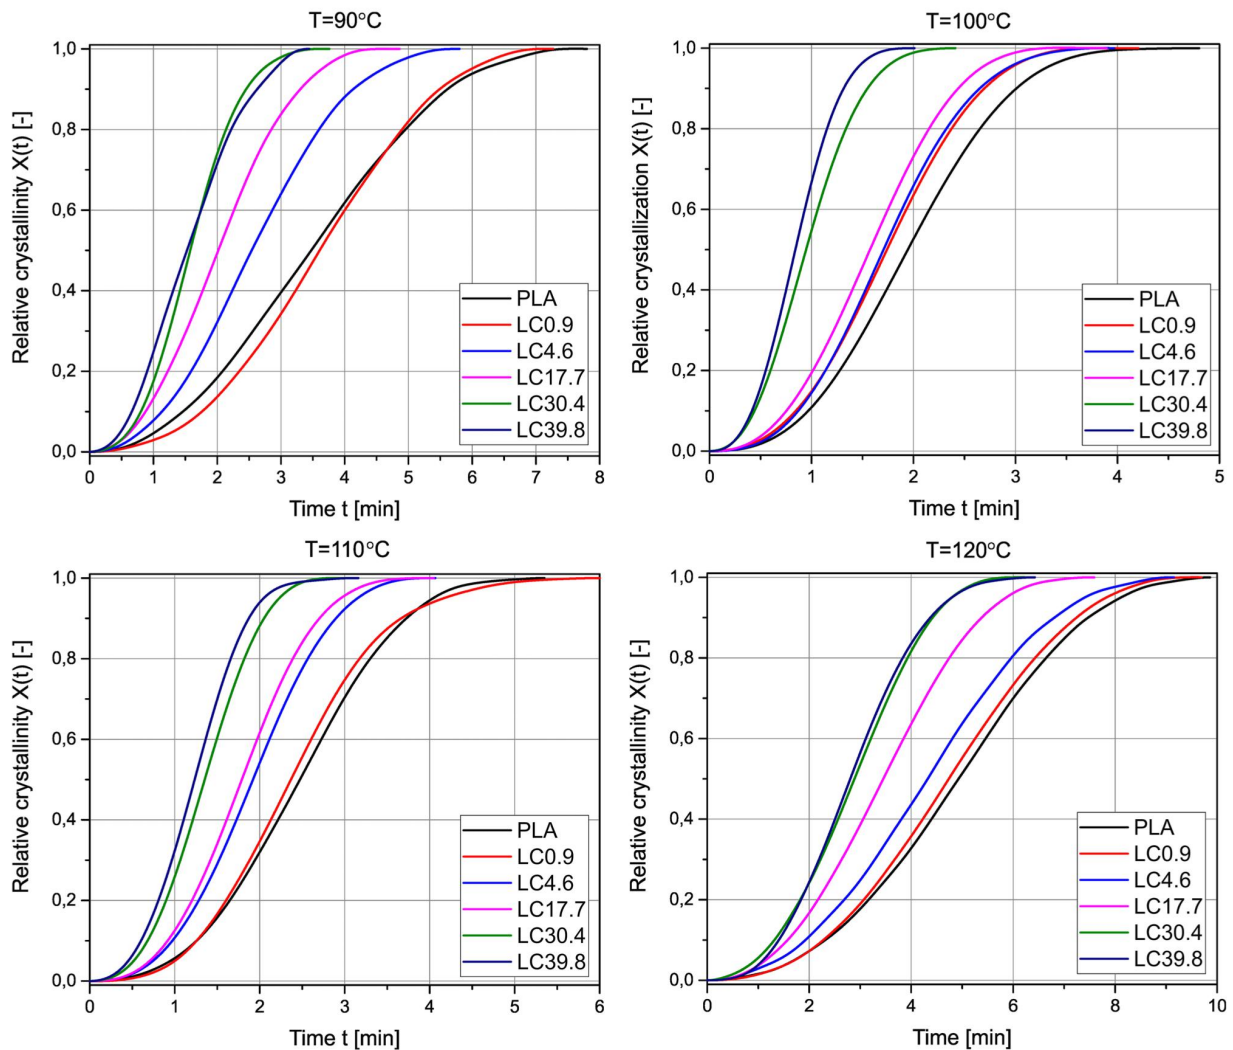 T=90°C
Relative crystallinity X(t) [-]
1,0
0,8
0,6
0,4
0,2
0,0
PLA
LC0.9
LC4.6
LC17.7
LC30.4
LC39.8
0 1 2 3 4 5 6 7 8
Time t [min]
T=100°C
Relative crystallization X(t) [-]
1,0
0,8
0,6
0,4
0,2
0,0
PLA
LC0.9
LC4.6
LC17.7
LC30.4
LC39.8
0 1 2 3 4 5
Time t [min]
T=110°C
Relative crystallinity X(t) [-]
1,0
0,8
0,6
0,4
0,2
0,0
PLA
LC0.9
LC4.6
LC17.7
LC30.4
LC39.8
0 1 2 3 4 5 6
Time t [min]
T=120°C
Relative crystallinity X(t) [-]
1,0
0,8
0,6
0,4
0,2
0,0
PLA
LC0.9
LC4.6
LC17.7
LC30.4
LC39.8
0 2 4 6 8 10
Time [min]